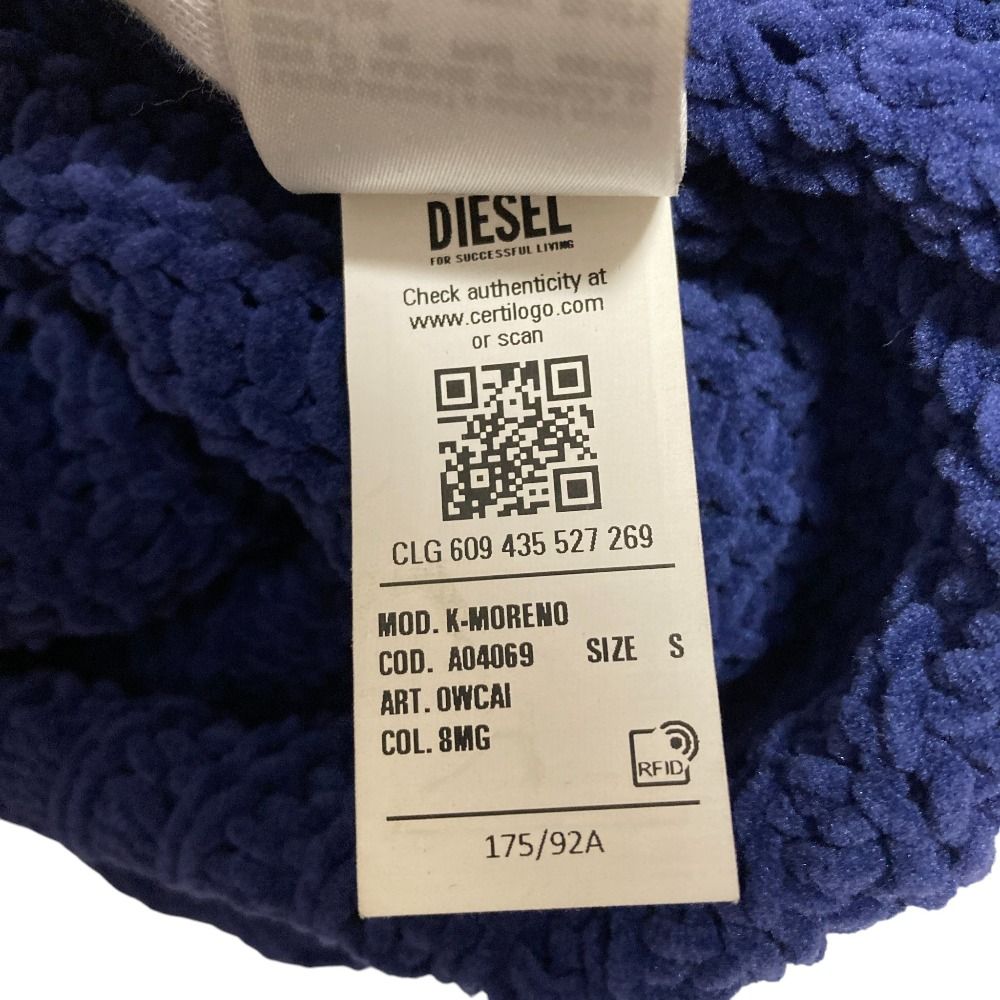 DIESEL
FOR SUCCESSFUL LIVING
Check authenticity at
www.certilogo.com
or scan
CLG 609 435 527 269
MOD. K-MORENO
COD. A04069 SIZE S
ART. 0WCAI
COL. 8MG
RFID
175/92A